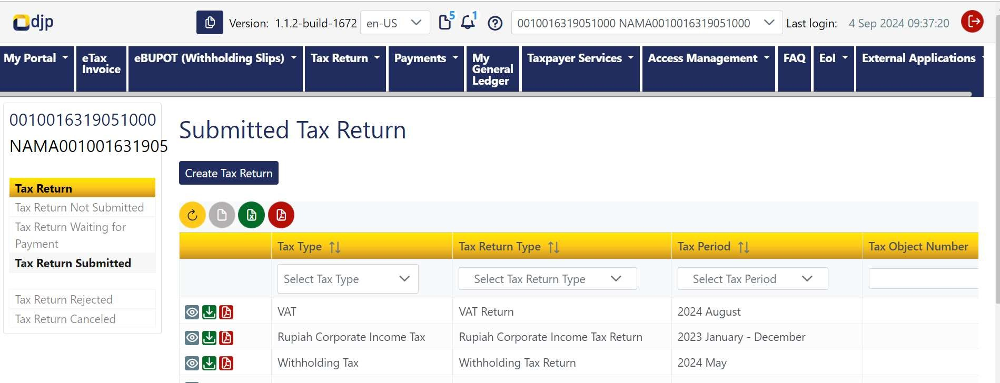 djp
Version: 1.1.2-build-1672
en-US
5
1
0010016319051000 NAMA0010016319051000
Last login: 4 Sep 2024 09:37:20
My Portal
eTax
Invoice
eBUPOT (Withholding Slips)
Tax Return
Payments
My
General
Ledger
Taxpayer Services
Access Management
FAQ
EoI
External Applications
0010016319051000
NAMA001001631905
Tax Return
Tax Return Not Submitted
Tax Return Waiting for
Payment
Tax Return Submitted
Tax Return Rejected
Tax Return Canceled
Submitted Tax Return
Create Tax Return
Tax Type Tax Return Type Tax Period Tax Object Number
Select Tax Type Select Tax Return Type Select Tax Period
VAT VAT Return 2024 August
Rupiah Corporate Income Tax Rupiah Corporate Income Tax Return 2023 January - December
Withholding Tax Withholding Tax Return 2024 May